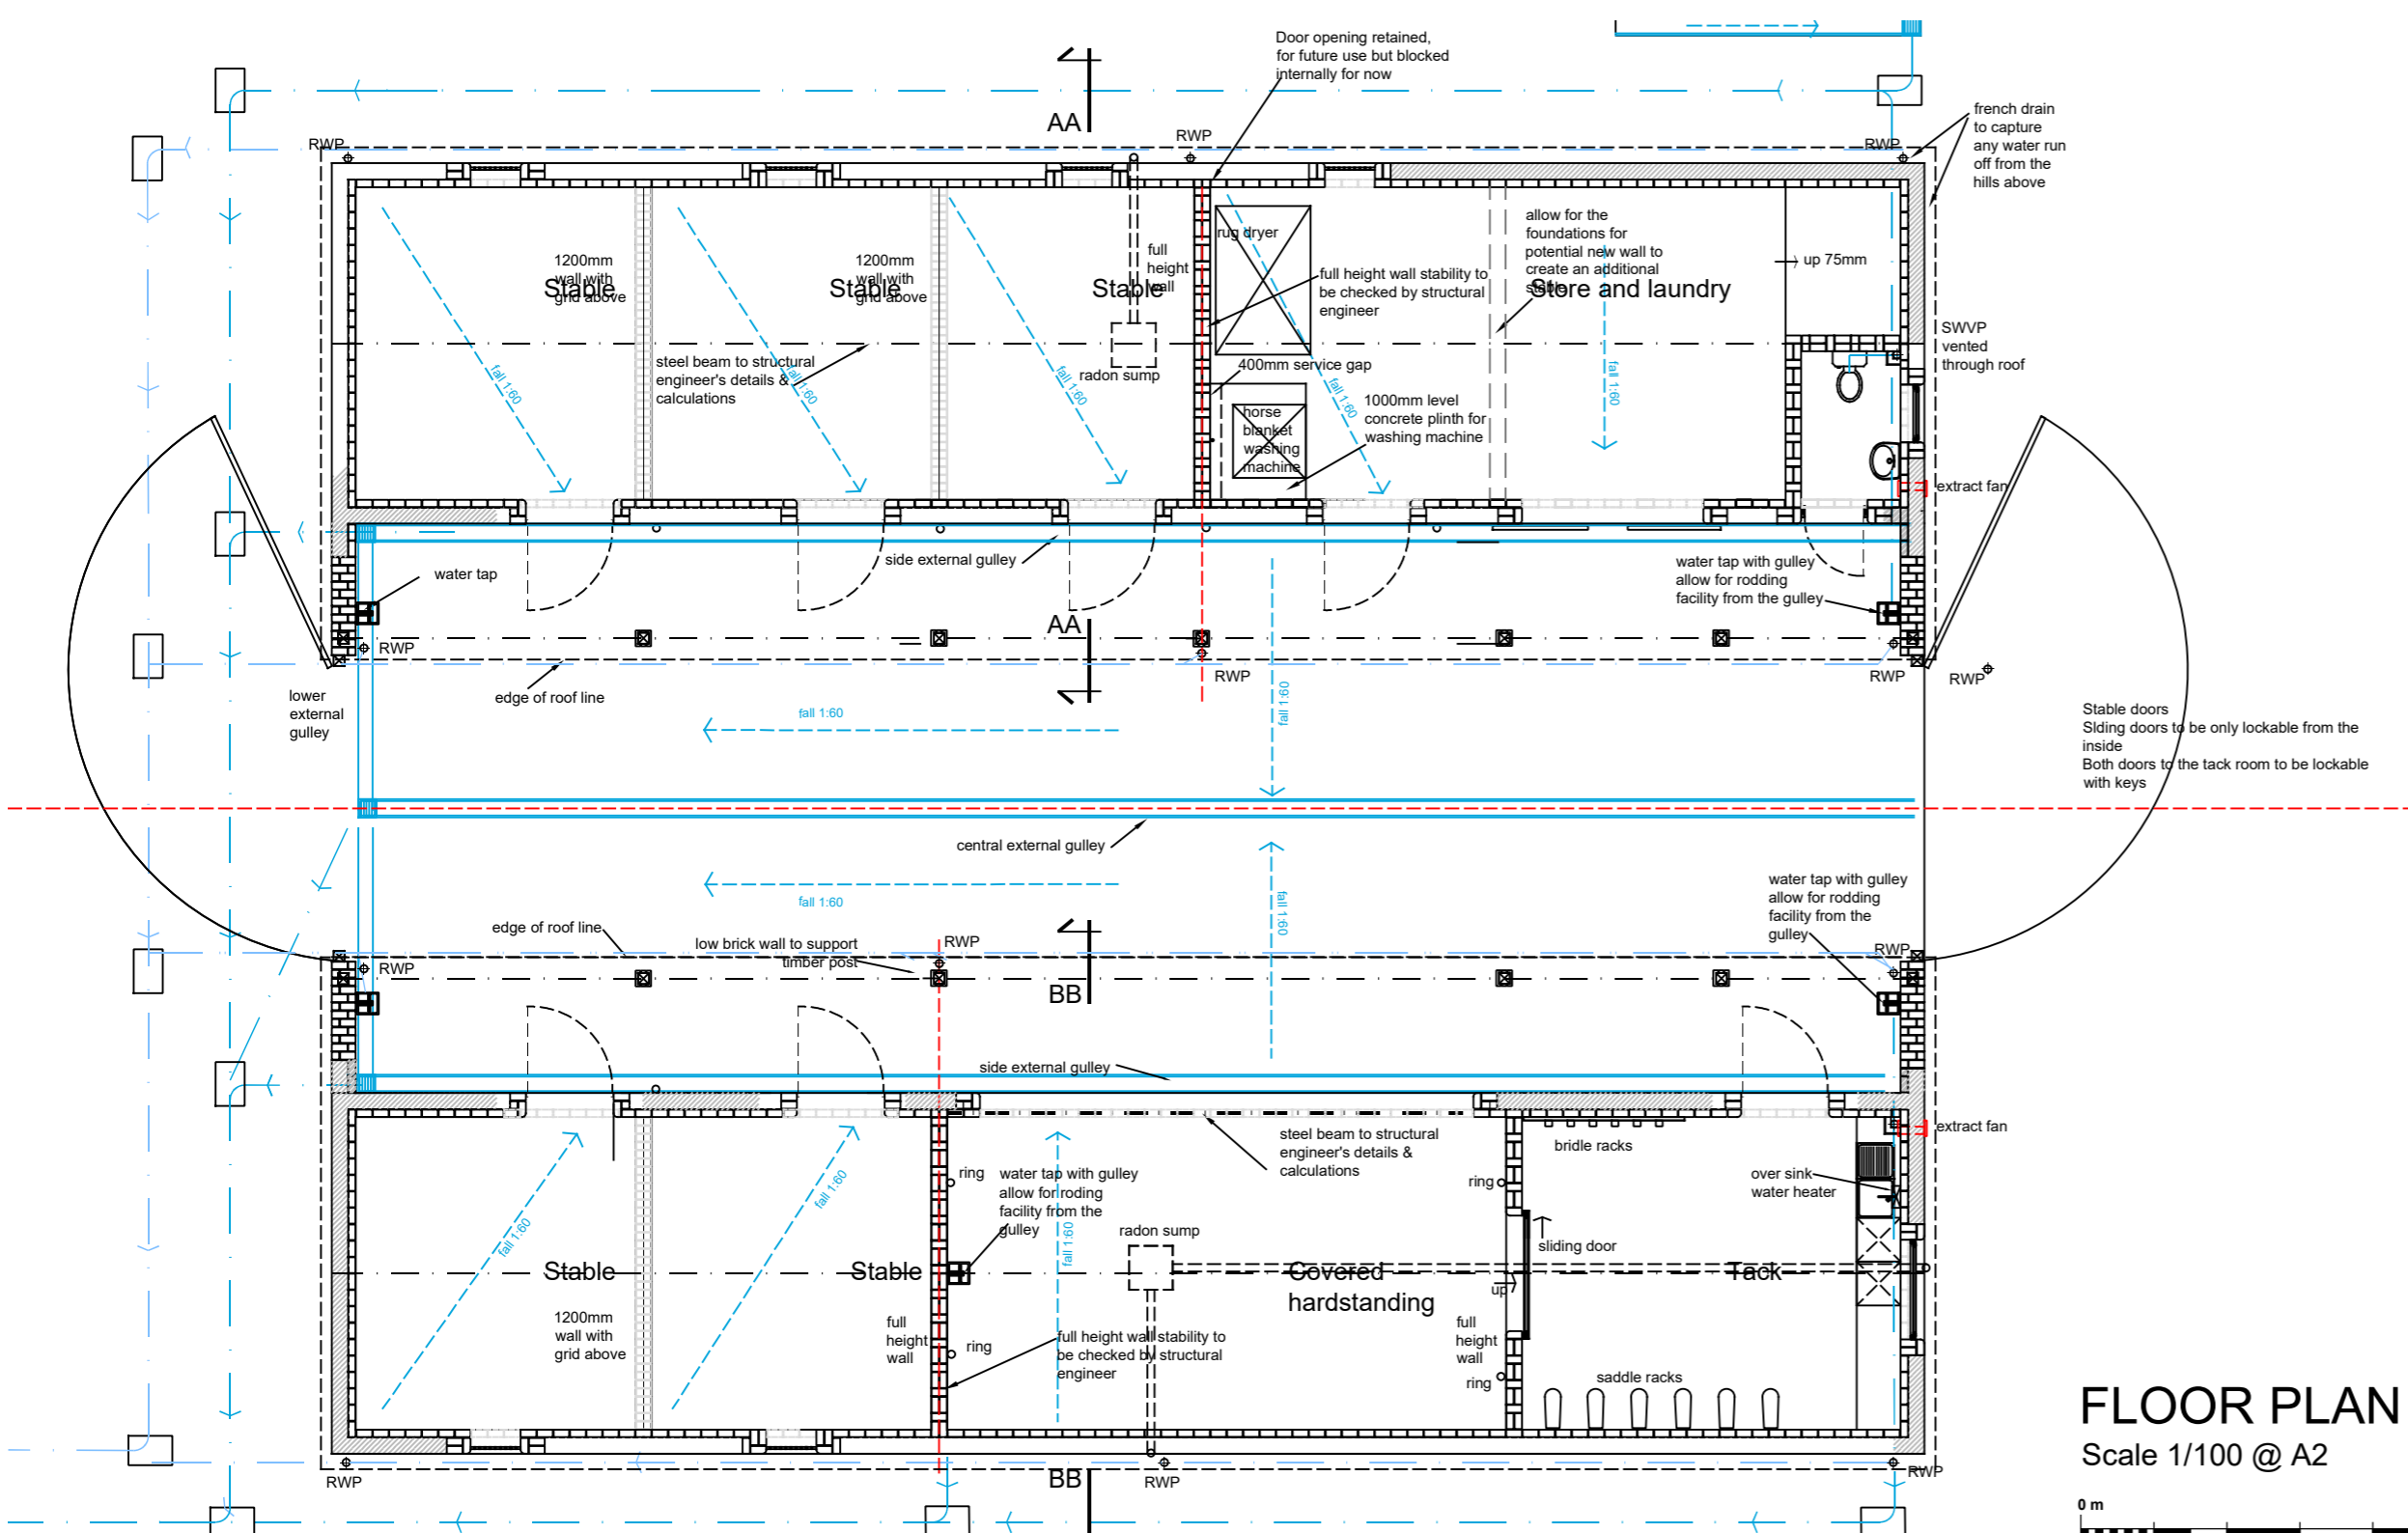 Door opening retained,
for future use but blocked
internally for now
french drain
to capture
any water run
off from the
hills above
AA
RWP
RWP
RWP
allow for the
foundations for
potential new wall to
create an additional
stable
rug dryer
full
height
wall
1200mm
wall with
grid above
1200mm
wall with
grid above
Stable
Stable
Stable
Store and laundry
up 75mm
full height wall stability to
be checked by structural
engineer
SWVP
vented
through roof
steel beam to structural
engineer's details &
calculations
radon sump
400mm service gap
fall 1:60
fall 1:60
fall 1:60
fall 1:60
fall 1:60
1000mm level
concrete plinth for
washing machine
horse
blanket
washing
machine
extract fan
side external gulley
water tap
water tap with gulley
allow for rodding
facility from the gulley
AA
RWP
RWP
RWP
RWP
edge of roof line
lower
external
gulley
fall 1:60
fall 1:60
Stable doors
SIding doors to be only lockable from the
inside
Both doors to the tack room to be lockable
with keys
central external gulley
fall 1:60
fall 1:60
water tap with gulley
allow for rodding
facility from the
gulley
edge of roof line
low brick wall to support
timber post
RWP
RWP
RWP
BB
side external gulley
extract fan
steel beam to structural
engineer's details &
calculations
bridle racks
ring
water tap with gulley
allow for roding
facility from the
gulley
ring
over sink
water heater
fall 1:60
fall 1:60
fall 1:60
radon sump
sliding door
Stable
Stable
Covered
hardstanding
Tack
up
1200mm
wall with
grid above
full
height
wall
full height wall stability to
be checked by structural
engineer
ring
full
height
wall
ring
saddle racks
RWP
BB
RWP
RWP
FLOOR PLAN
Scale 1/100 @ A2
0 m